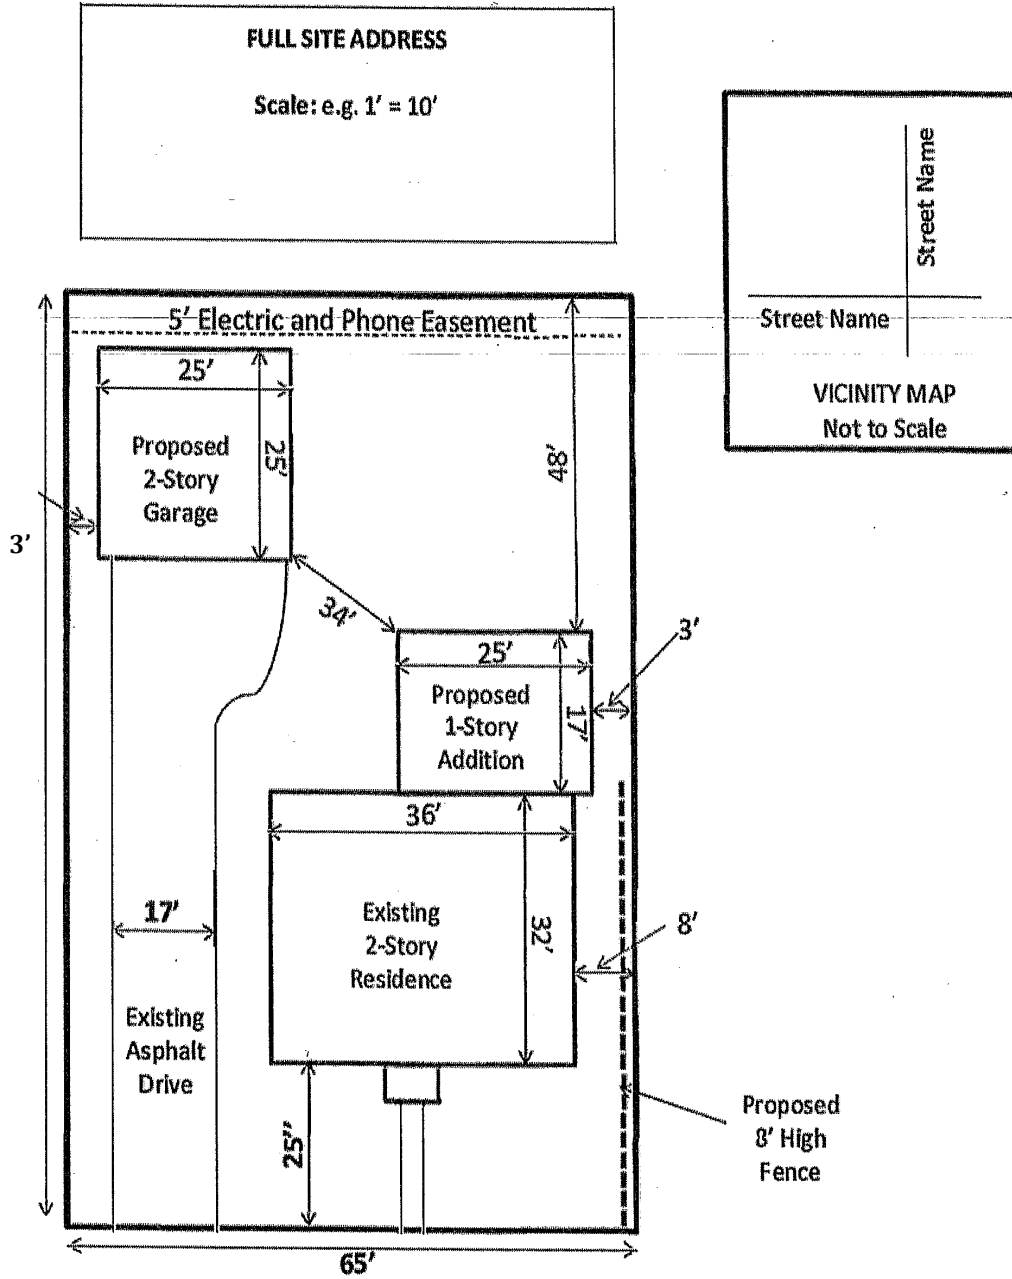 FULL SITE ADDRESS
Scale: e.g. 1' = 10'
Street Name
Street Name
VICINITY MAP
Not to Scale
5' Electric and Phone Easement
25'
25'
Proposed
2-Story
Garage
3'
48'
34'
25'
17'
Proposed
1-Story
Addition
3'
36'
32'
Existing
2-Story
Residence
8'
17'
Existing
Asphalt
Drive
25''
Proposed
8' High
Fence
65'